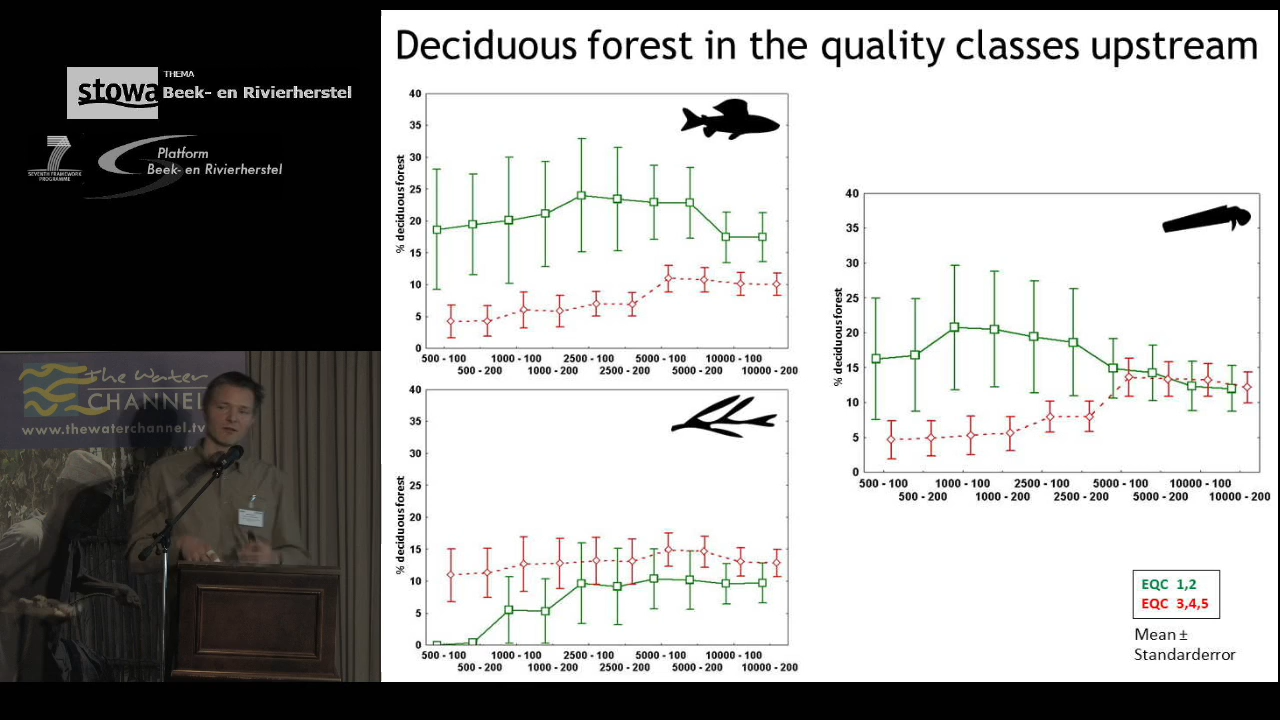 Deciduous forest in the quality classes upstream
stowa
THEMA
Beek- en Rivierherstel
SEVENTH FRAMEWORK
PROGRAMME
Platform
Beek- en Rivierherstel
the water
CHANNEL
www.thewaterchannel.tv
% deciduous forest
40
35
30
25
20
15
10
5
0
500 - 100 1000 - 100 2500 - 100 5000 - 100 10000 - 100
500 - 200 1000 - 200 2500 - 200 5000 - 200 10000 - 200
% deciduous forest
40
35
30
25
20
15
10
5
0
500 - 100 1000 - 100 2500 - 100 5000 - 100 10000 - 100
500 - 200 1000 - 200 2500 - 200 5000 - 200 10000 - 200
% deciduous forest
40
35
30
25
20
15
10
5
0
500 - 100 1000 - 100 2500 - 100 5000 - 100 10000 - 100
500 - 200 1000 - 200 2500 - 200 5000 - 200 10000 - 200
EQC 1,2
EQC 3,4,5
Mean ±
Standarderror